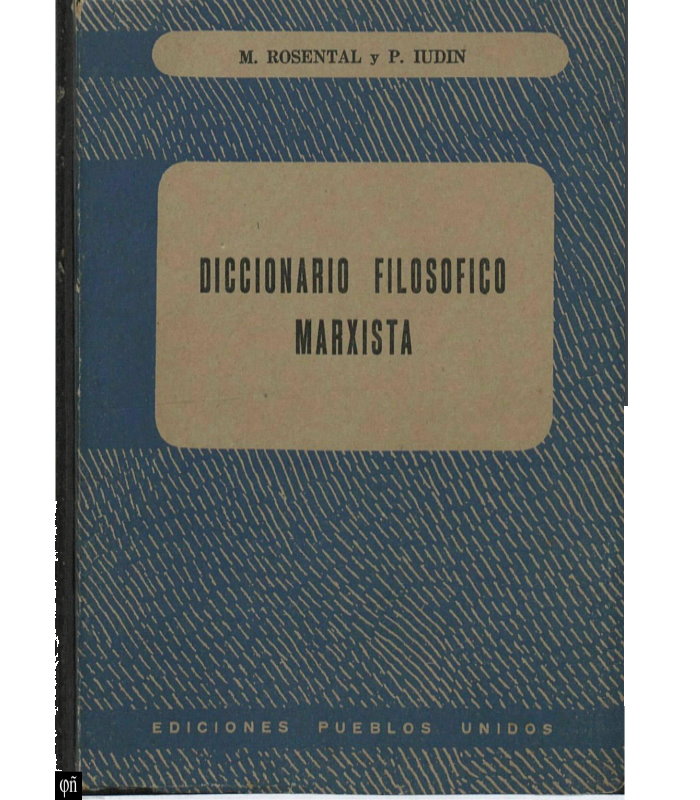 M. ROSENTAL y P. IUDIN
DICCIONARIO FILOSOFICO
MARXISTA
EDICIONES PUEBLOS UNIDOS
φñ